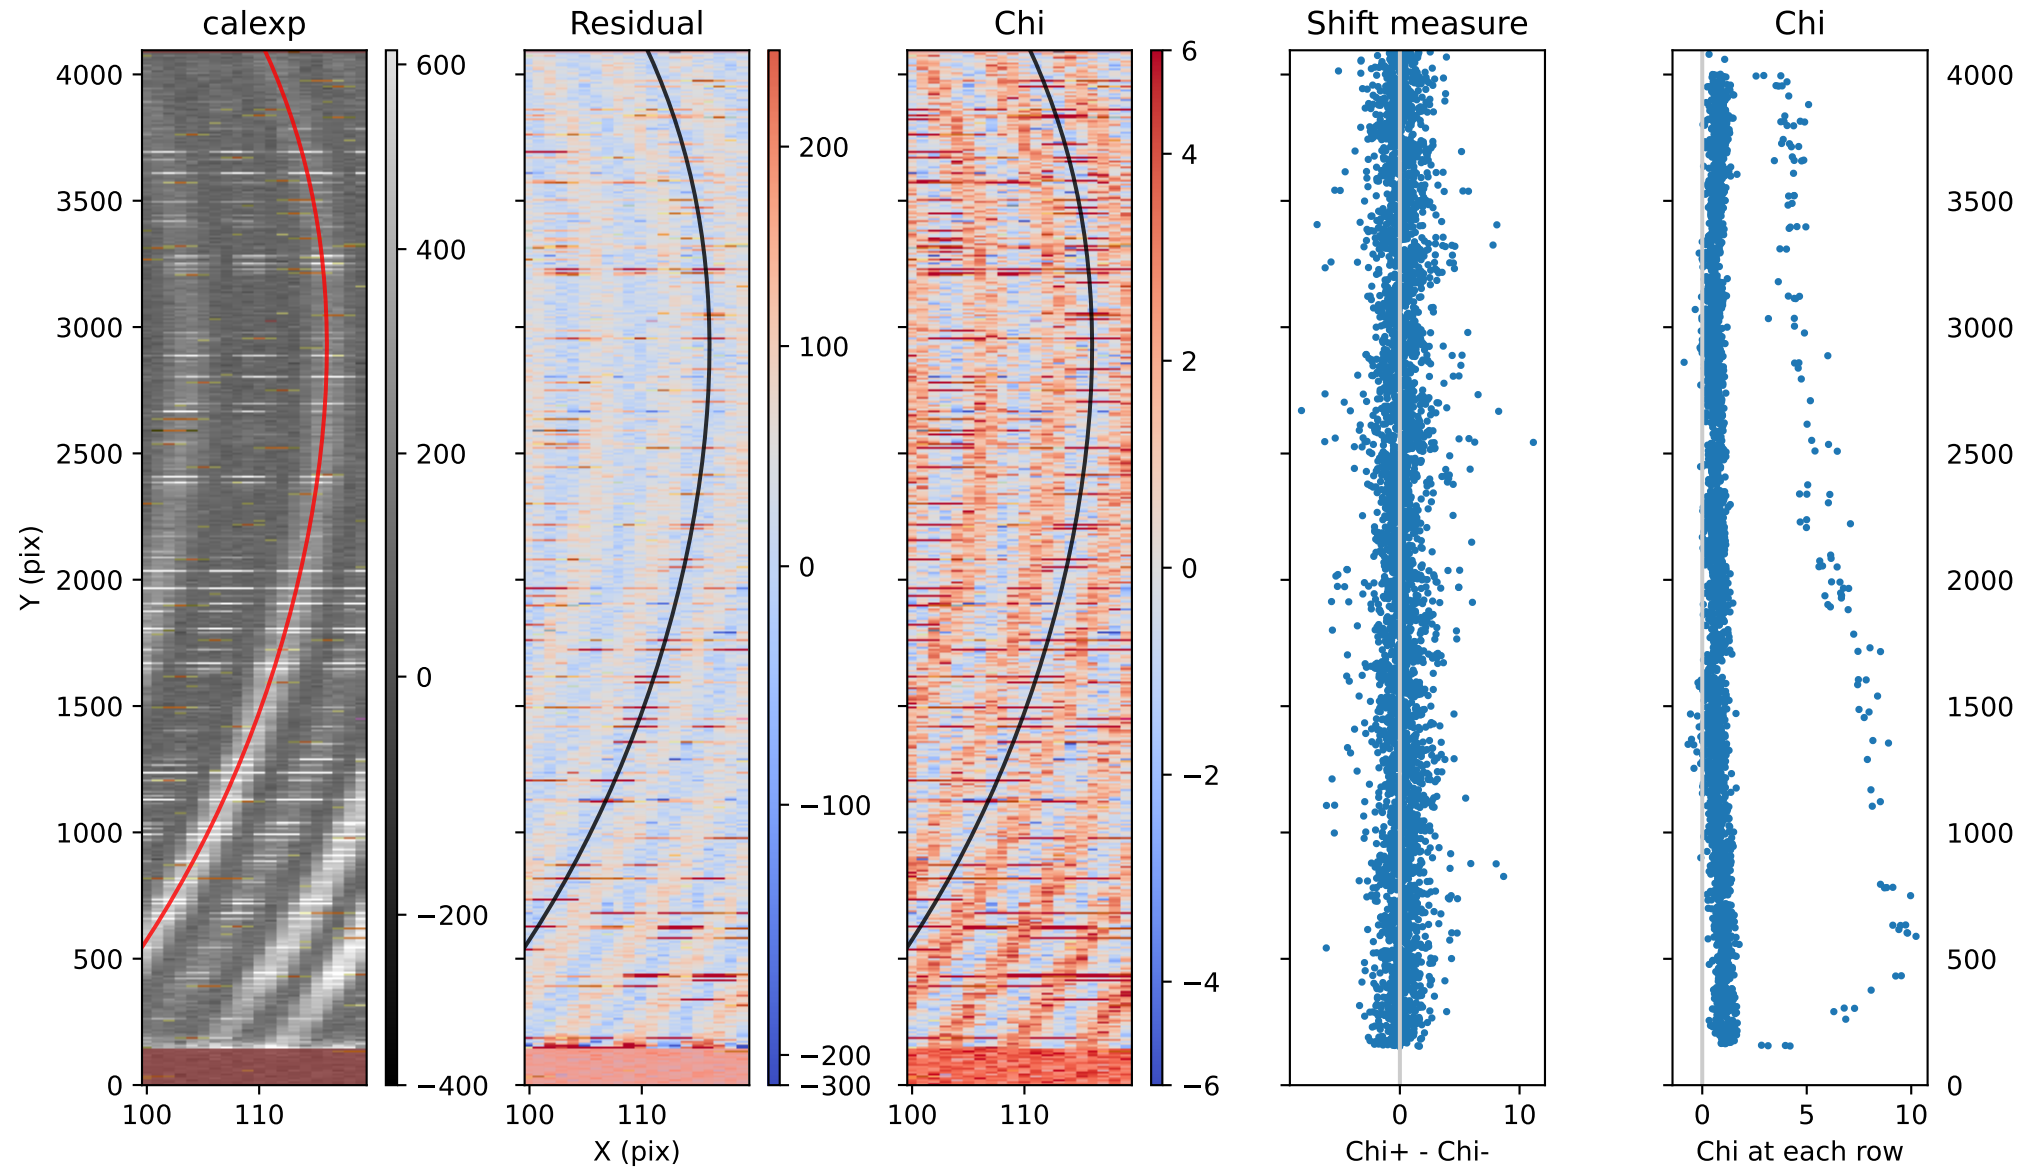 calexp Residual Chi Shift measure Chi
4000 3500 3000 2500 2000 1500 1000 500 0
Y (pix)
100 110
600 400 200 0 −200 −400
100 110
X (pix)
200 100 0 −100 −200 −300
100 110
6 4 2 0 −2 −4 −6
0 10
Chi+ - Chi-
0 5 10
Chi at each row
4000 3500 3000 2500 2000 1500 1000 500 0